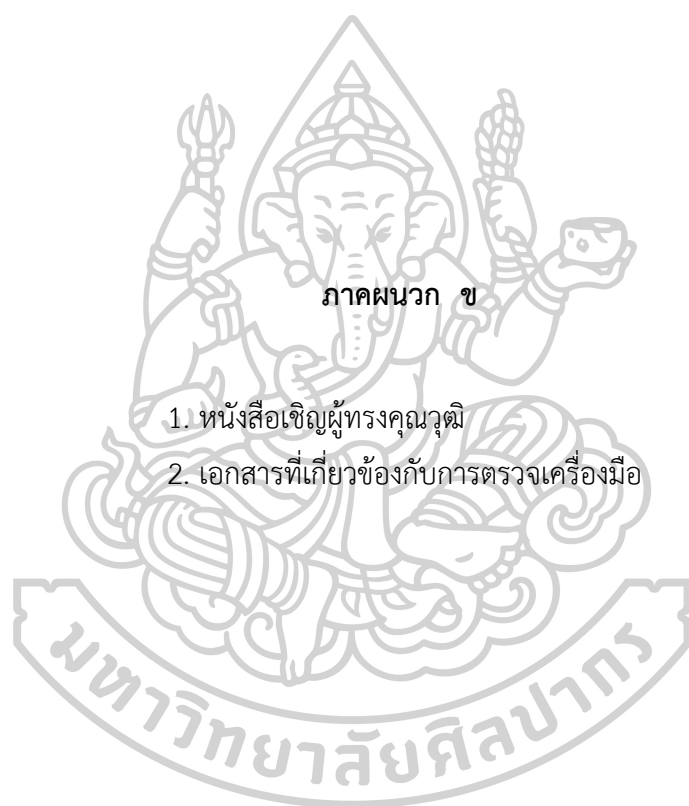 ภาคผนวก ข
1. หนังสือเชิญผู้ทรงคุณวุฒิ
2. เอกสารที่เกี่ยวข้องกับการตรวจเครื่องมือ
มหาวิทยาลัยศิลปากร